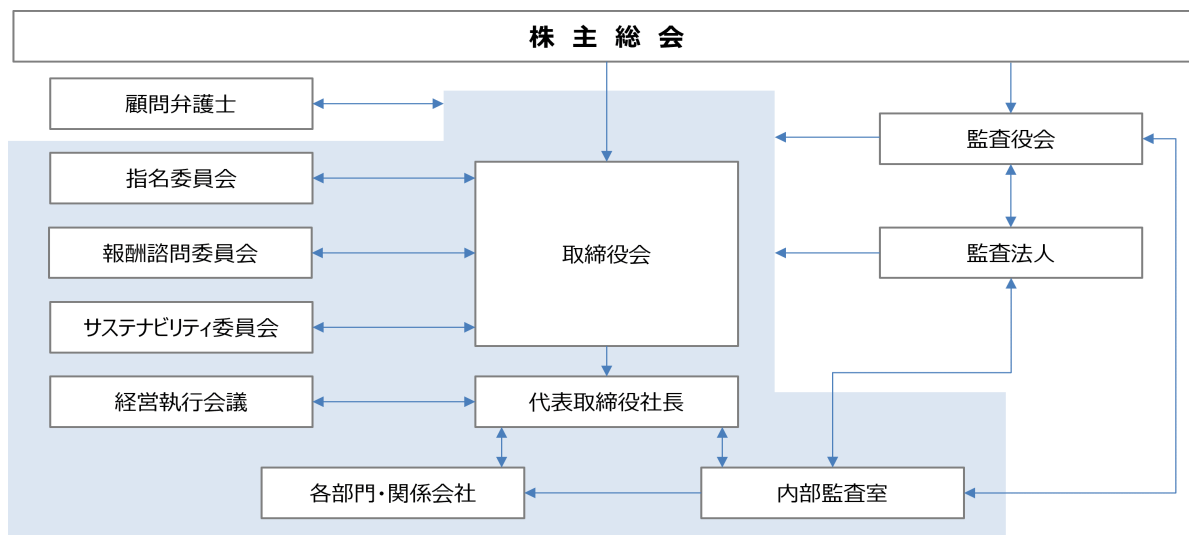 株主総会
顧問弁護士
監査役会
指名委員会
取締役会
報酬諮問委員会
監査法人
サステナビリティ委員会
経営執行会議
代表取締役社長
各部門・関係会社
内部監査室